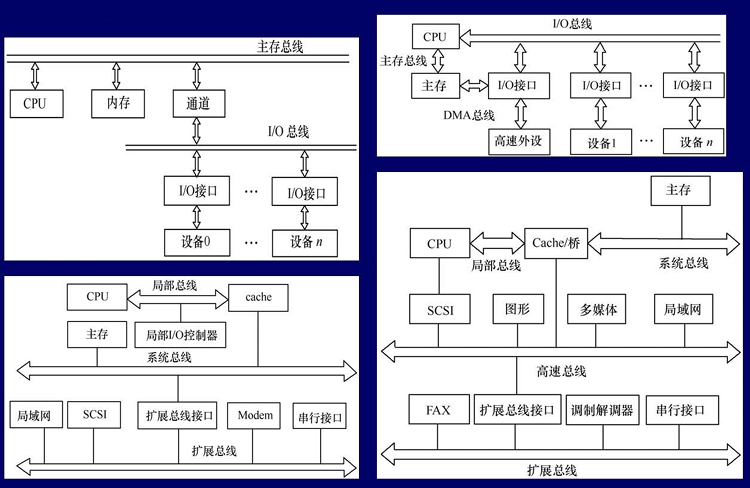 主存总线
CPU
内存
通道
I/O 总线
I/O接口
···
I/O接口
设备0
···
设备 n
I/O总线
CPU
主存总线
主存
I/O接口
I/O接口
···
I/O接口
DMA总线
高速外设
设备1
···
设备 n
局部总线
CPU
cache
主存
局部I/O控制器
系统总线
局域网
SCSI
扩展总线接口
Modem
串行接口
扩展总线
主存
CPU
Cache/桥
局部总线
系统总线
SCSI
图形
多媒体
局域网
高速总线
FAX
扩展总线接口
调制解调器
串行接口
扩展总线